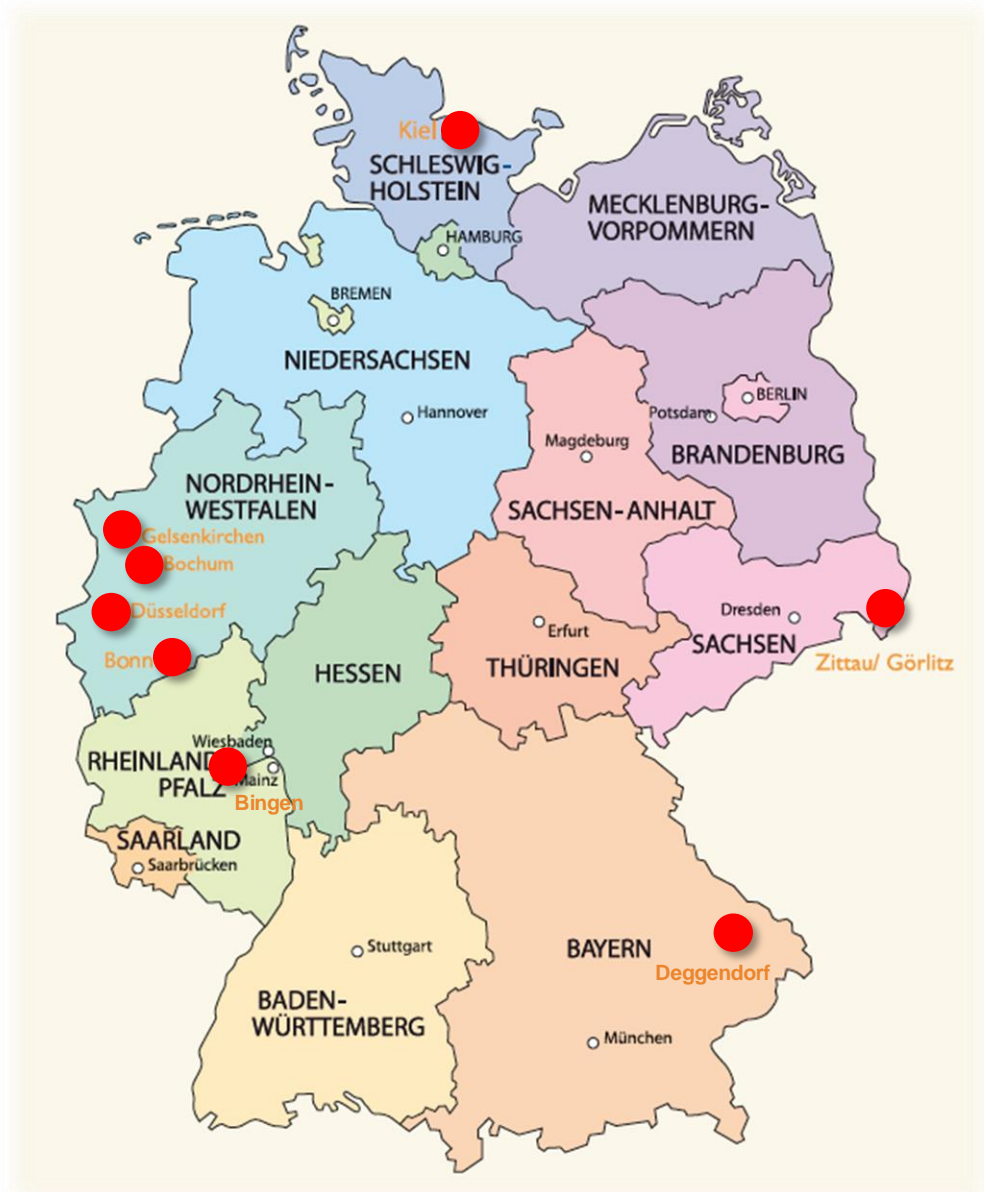 Kiel
SCHLESWIG-
HOLSTEIN
MECKLENBURG-
VORPOMMERN
HAMBURG
BREMEN
NIEDERSACHSEN
Hannover
BERLIN
Potsdam
Magdeburg
BRANDENBURG
NORDRHEIN-
WESTFALEN
SACHSEN-ANHALT
Gelsenkirchen
Bochum
Düsseldorf
Dresden
Erfurt
SACHSEN
Bonn
Zittau/ Görlitz
HESSEN
THÜRINGEN
Wiesbaden
RHEINLAND
PFALZ
Mainz
Bingen
SAARLAND
Saarbrücken
Stuttgart
BAYERN
Deggendorf
BADEN-
WÜRTTEMBERG
München